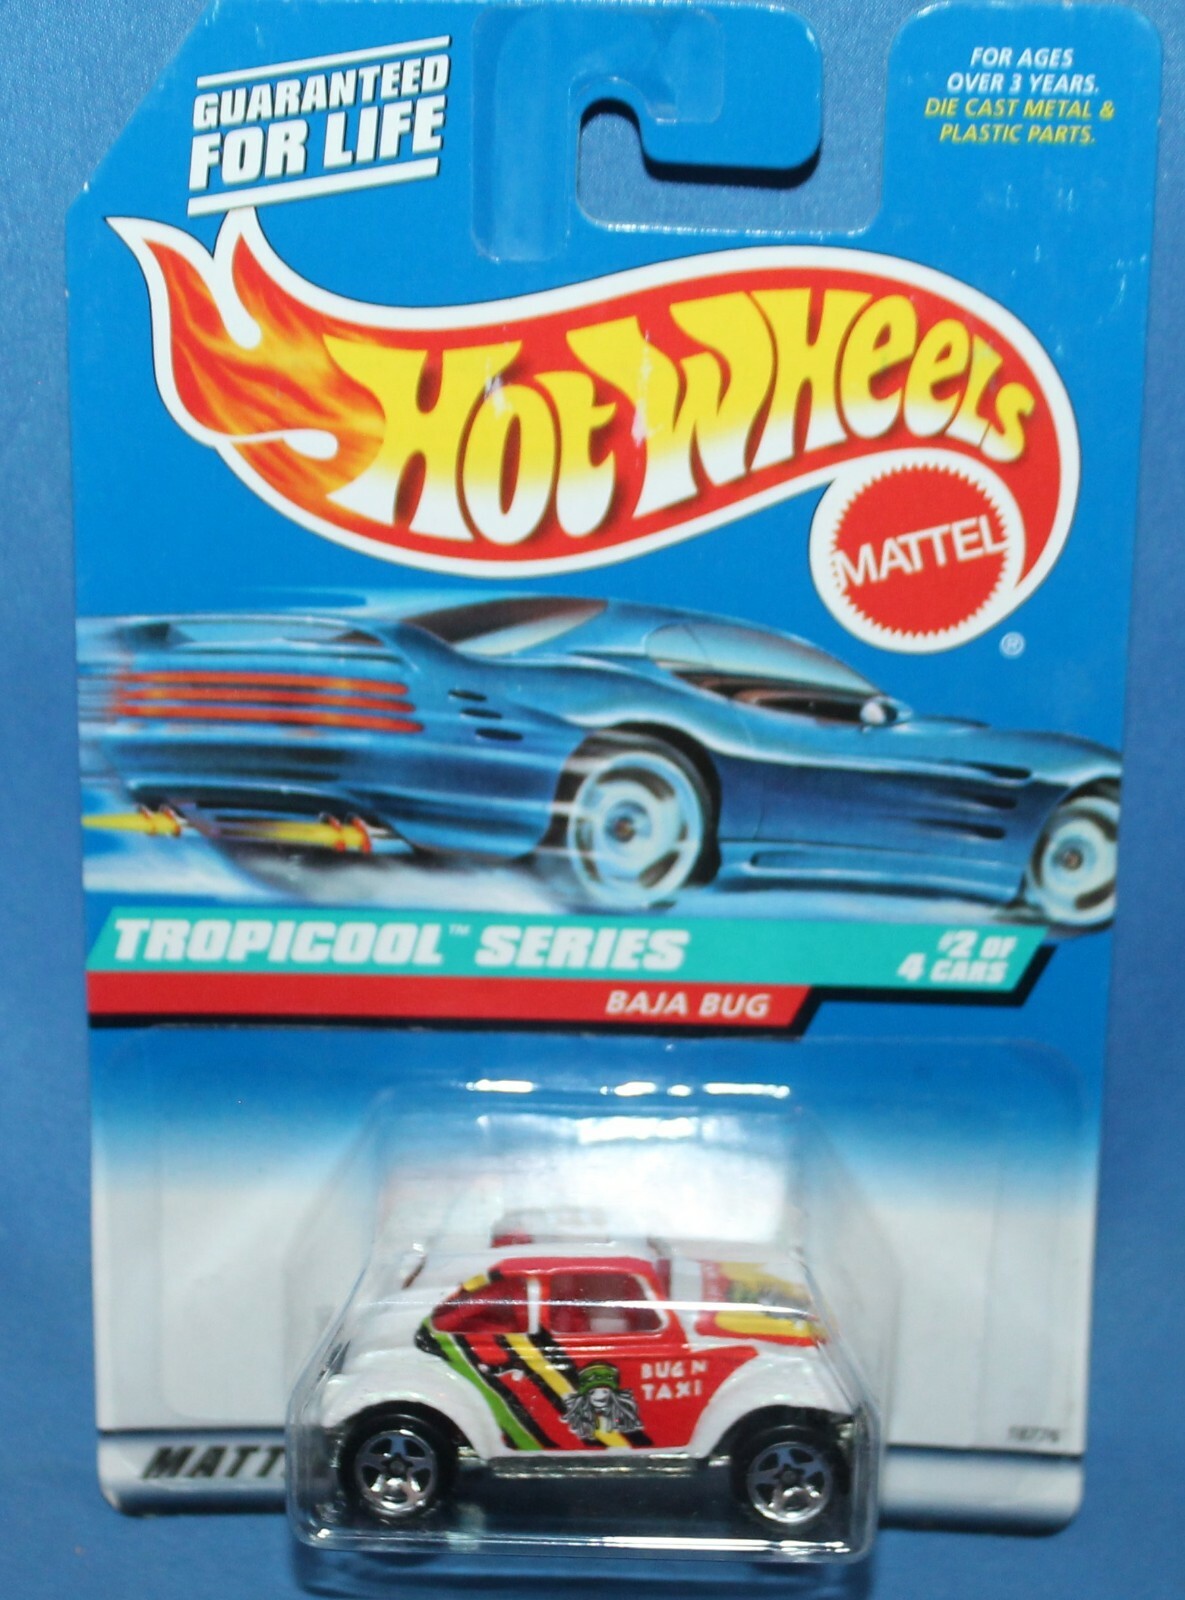 GUARANTEED
FOR LIFE
FOR AGES
OVER 3 YEARS.
DIE CAST METAL &
PLASTIC PARTS.
HOT WHEELS
MATTEL
®
TROPICOOL™ SERIES
#2 OF
4 CARS
BAJA BUG
BUG N
TAXI